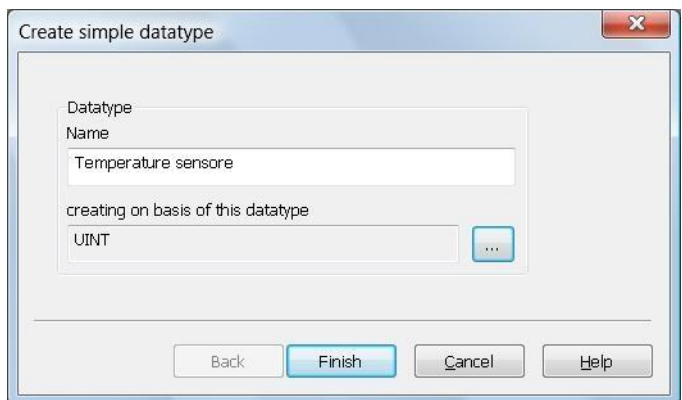 Create simple datatype
Datatype
Name
Temperature sensore
creating on basis of this datatype
UINT
...
Back Finish Cancel Help